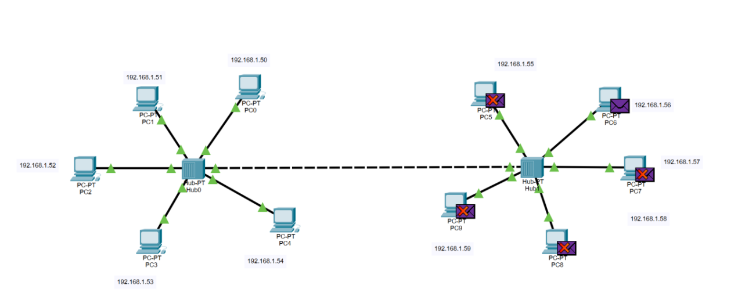 192.168.1.50
192.168.1.55
192.168.1.51
PC-PT
PC0
PC-PT
PC1
PC-PT
PC5
192.168.1.56
PC-PT
PC6
192.168.1.52
PC-PT
PC2
Hub-PT
Hub0
Hub-PT
192.168.1.57
PC-PT
PC7
PC-PT
PC4
PC-PT
192.168.1.58
PC-PT
PC3
192.168.1.54
192.168.1.59
PC-PT
PC8
192.168.1.53